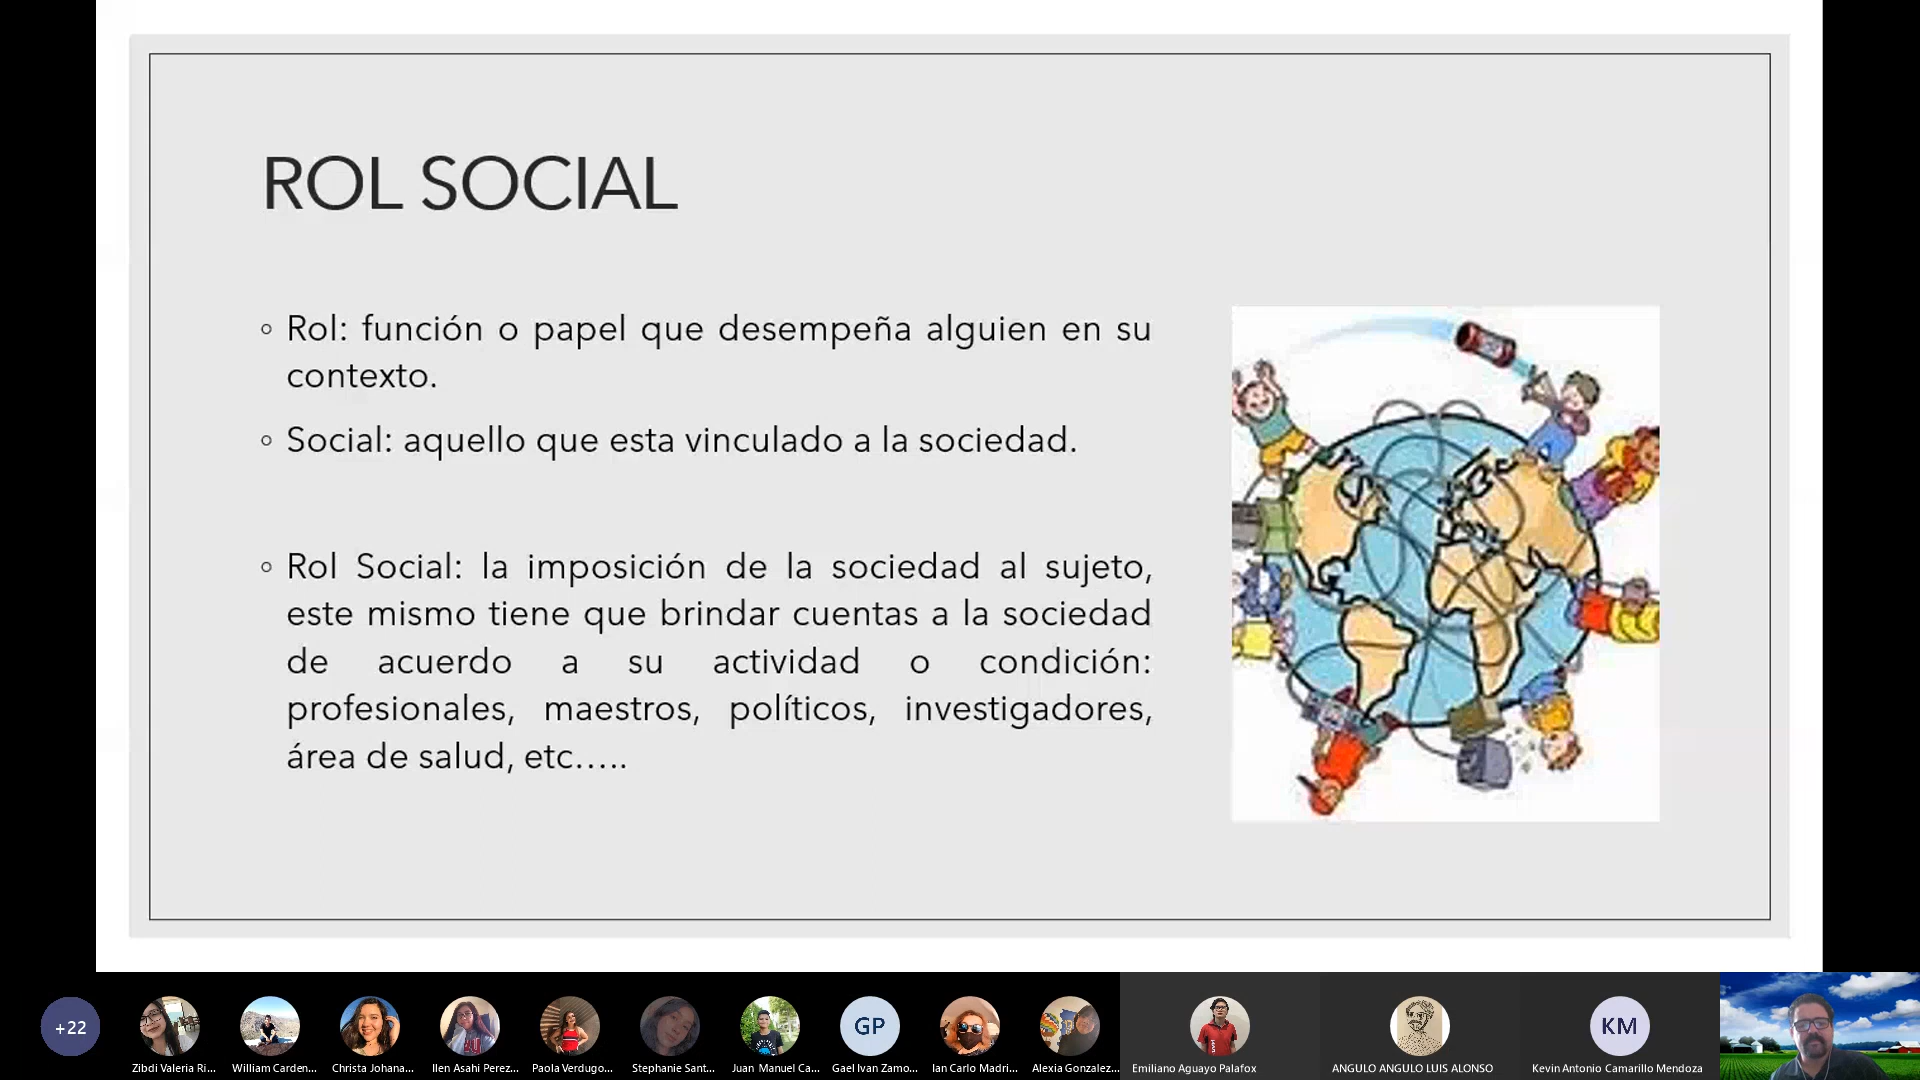 ROL SOCIAL
◦ Rol: función o papel que desempeña alguien en su
contexto.
◦ Social: aquello que esta vinculado a la sociedad.
◦ Rol Social: la imposición de la sociedad al sujeto,
este mismo tiene que brindar cuentas a la sociedad
de acuerdo a su actividad o condición:
profesionales, maestros, políticos, investigadores,
área de salud, etc…..
+22
GP
KM
Zibdi Valeria Ri...
William Carden...
Christa Johana...
Ilen Asahi Perez...
Paola Verdugo...
Stephanie Sant...
Juan Manuel Ca...
Gael Ivan Zamo...
Ian Carlo Madri...
Alexia Gonzalez...
Emiliano Aguayo Palafox
ANGULO ANGULO LUIS ALONSO
Kevin Antonio Camarillo Mendoza